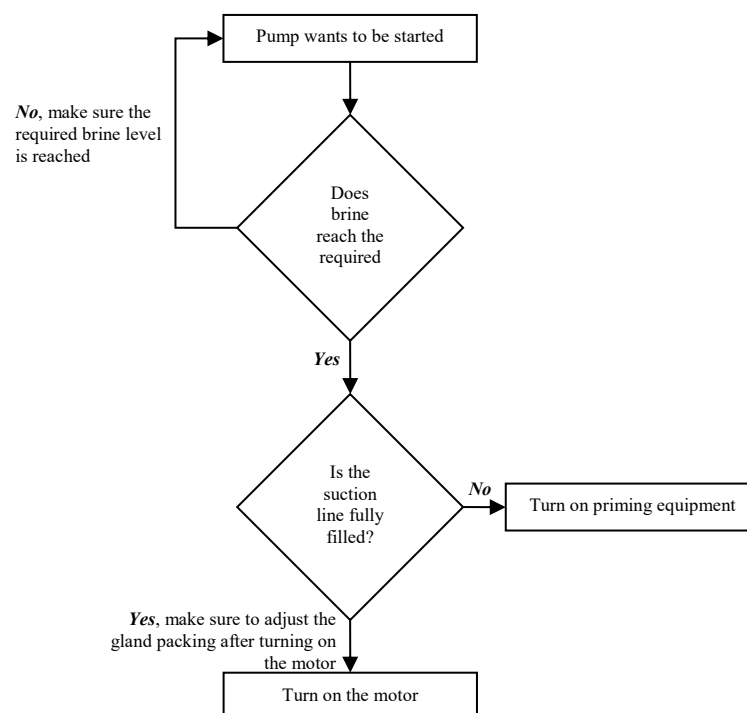 Pump wants to be started
No, make sure the
required brine level
is reached
Does
brine
reach the
required
Yes
Is the
suction
line fully
filled?
No
Turn on priming equipment
Yes, make sure to adjust the
gland packing after turning on
the motor
Turn on the motor